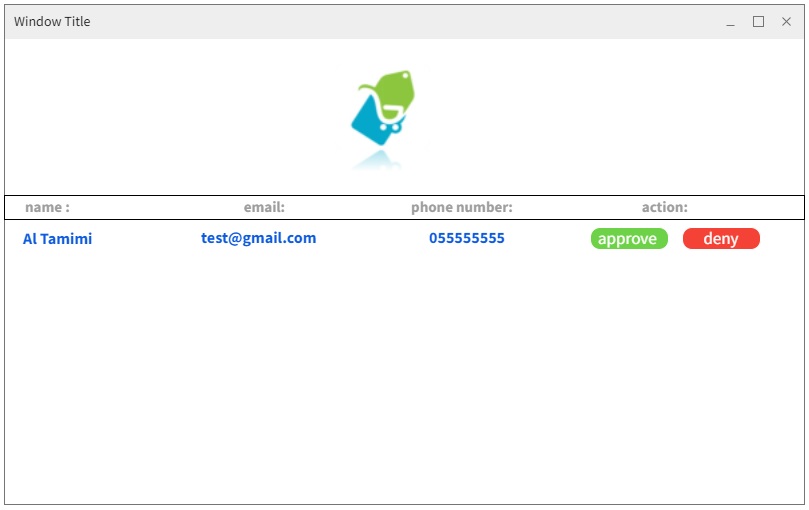 Window Title
name : email: phone number: action:
Al Tamimi test@gmail.com 055555555 approve deny